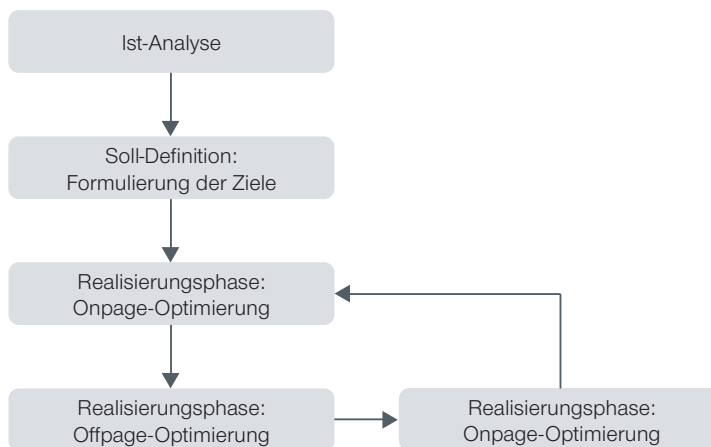 Ist-Analyse
Soll-Definition:
Formulierung der Ziele
Realisierungsphase:
Onpage-Optimierung
Realisierungsphase:
Offpage-Optimierung
Realisierungsphase:
Onpage-Optimierung